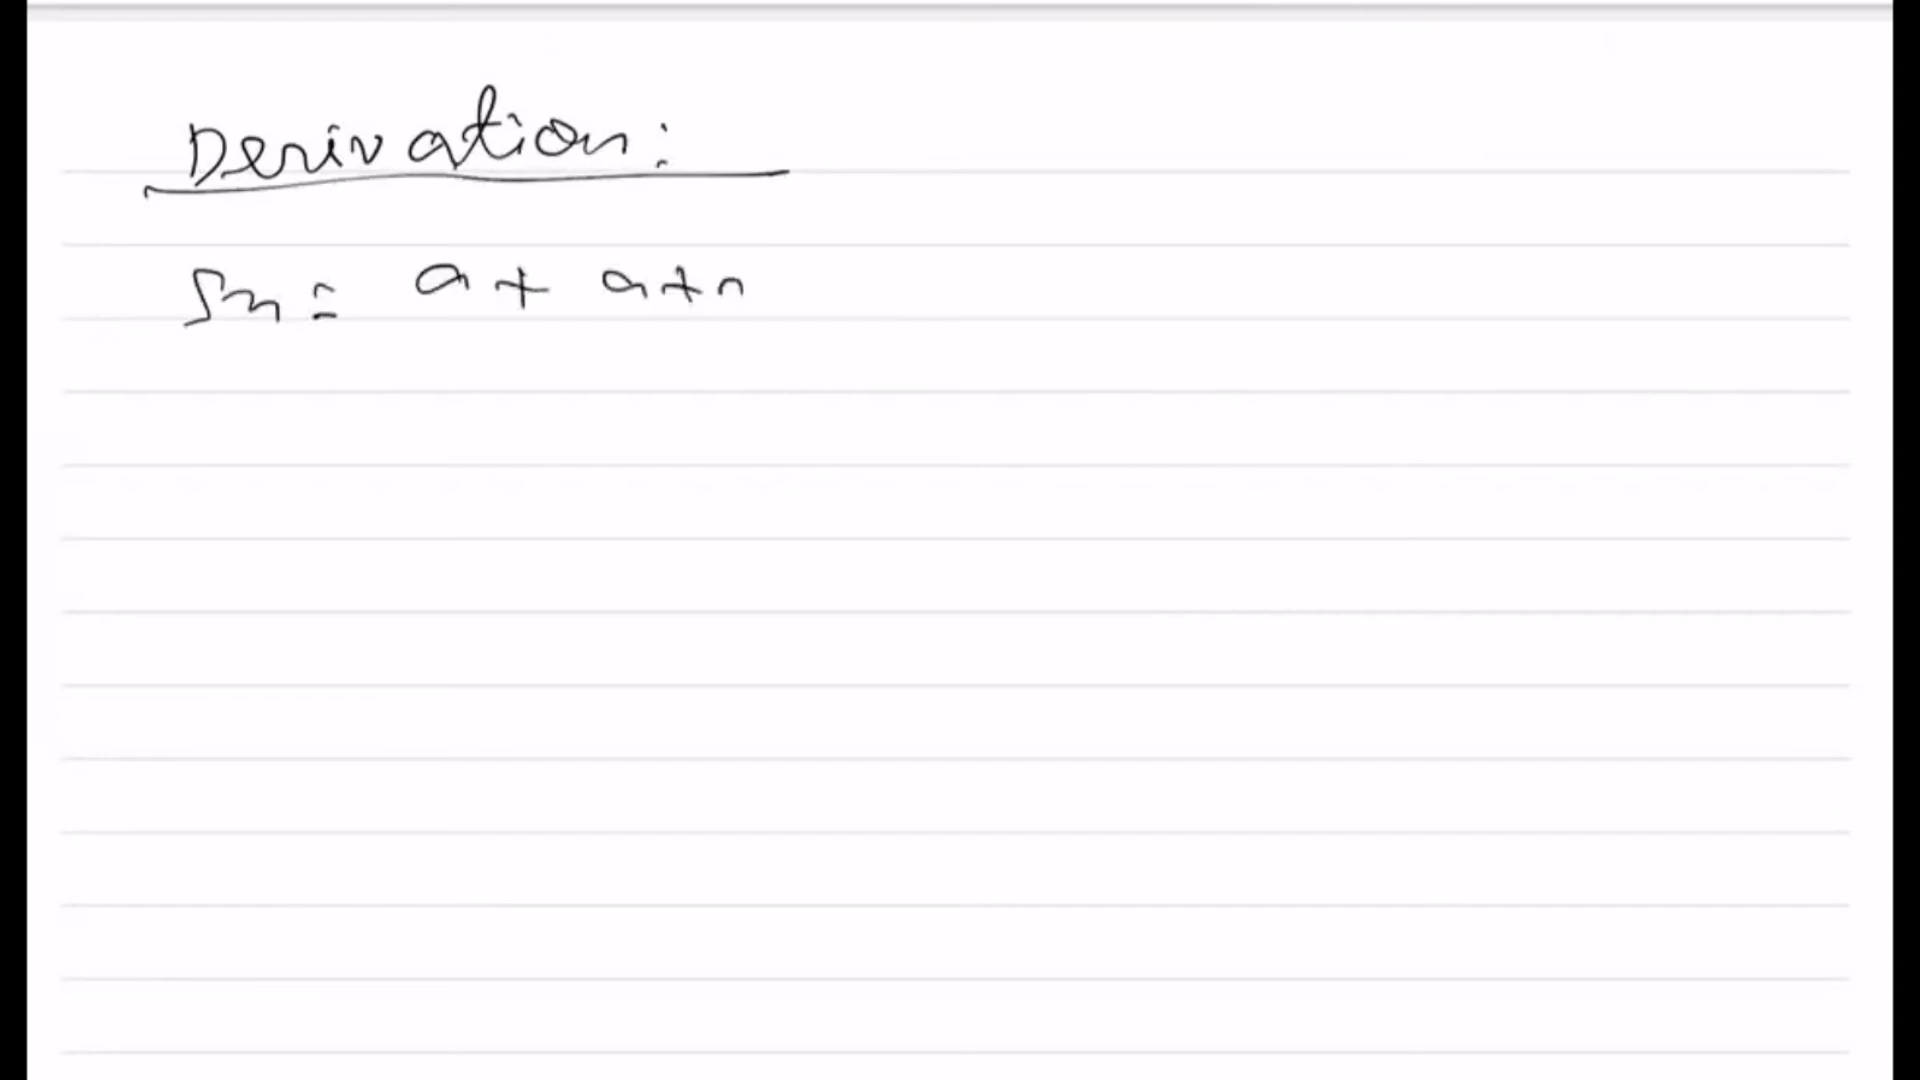 Derivation:
Sn = a + a + n